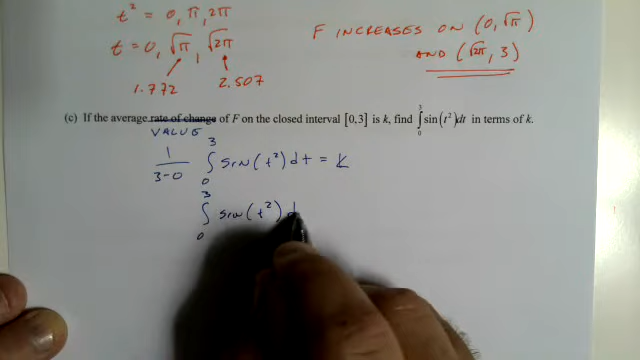 t² = 0, π, 2π
t = 0, √π, √2π
1.772 2.507
F INCREASES ON (0, √π)
AND (√2π, 3)
(c) If the average rate of change of F on the closed interval [0,3] is k, find ∫₀³ sin(t²)dt in terms of k.
VALUE
1/(3-0) ∫₀³ sin(t²)dt = k
∫₀³ sin(t²) d